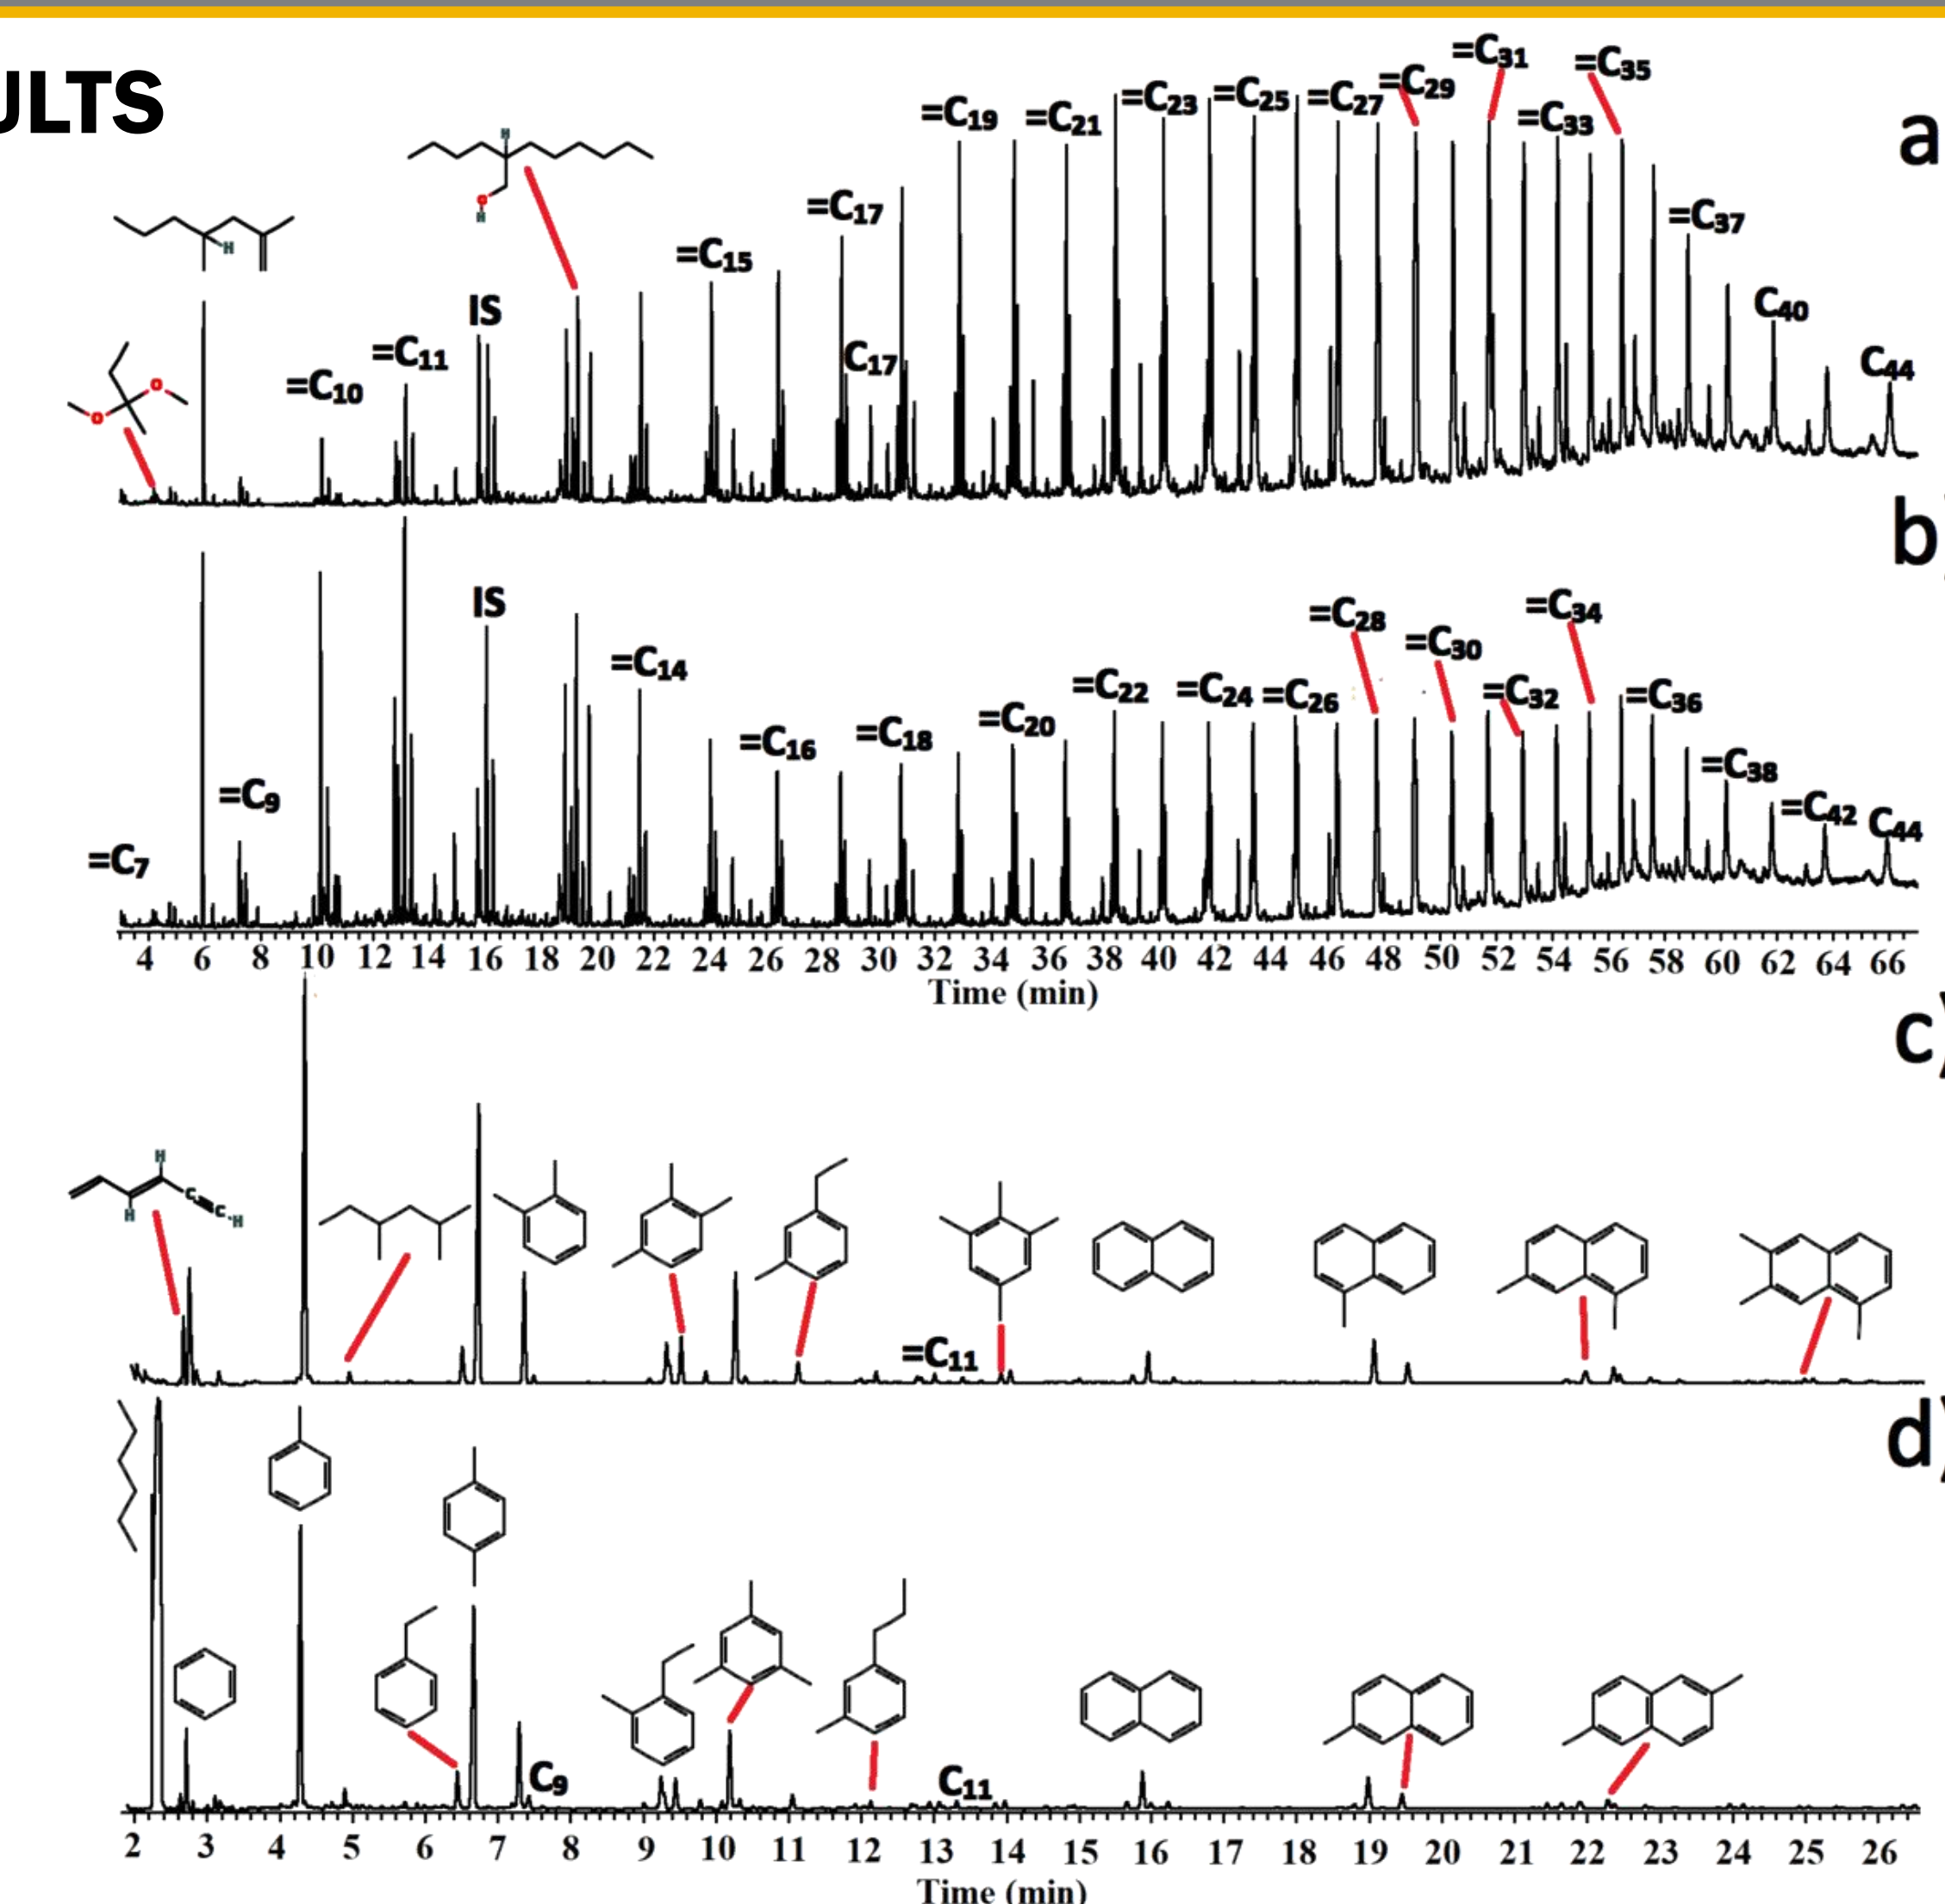 ULTS
a
=C31
=C35
=C29
=C19
=C21
=C23
=C25
=C27
=C33
=C17
=C37
=C15
C40
C44
IS
=C11
C17
=C10
H
O
H
H
O
O
b
IS
=C28
=C34
=C30
=C14
=C22
=C24
=C26
=C32
=C36
=C20
=C18
=C16
=C38
=C9
=C42
C44
=C7
4 6 8 10 12 14 16 18 20 22 24 26 28 30 32 34 36 38 40 42 44 46 48 50 52 54 56 58 60 62 64 66
Time (min)
c)
H
H
C
C
H
=C11
d)
C9
C11
2 3 4 5 6 7 8 9 10 11 12 13 14 15 16 17 18 19 20 21 22 23 24 25 26
Time (min)